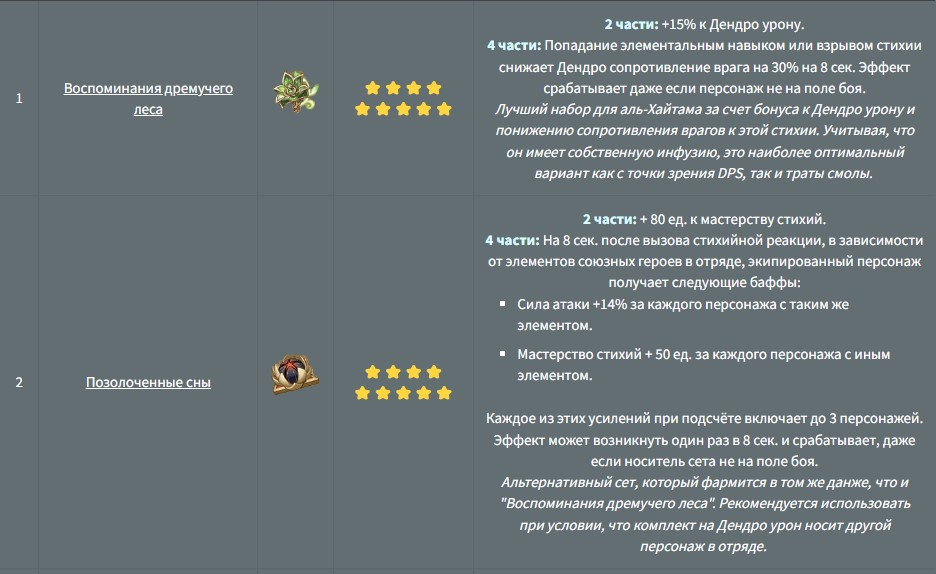 1
Воспоминания дремучего
леса
2 части: +15% к Дендро урону.
4 части: Попадание элементальным навыком или взрывом стихии
снижает Дендро сопротивление врага на 30% на 8 сек. Эффект
срабатывает даже если персонаж не на поле боя.
Лучший набор для аль-Хайтама за счет бонуса к Дендро урону и
понижению сопротивления врагов к этой стихии. Учитывая, что
он имеет собственную инфузию, это наиболее оптимальный
вариант как с точки зрения DPS, так и траты смолы.
2
Позолоченные сны
2 части: + 80 ед. к мастерству стихий.
4 части: На 8 сек. после вызова стихийной реакции, в зависимости
от элементов союзных героев в отряде, экипированный персонаж
получает следующие баффы:
Сила атаки +14% за каждого персонажа с таким же
элементом.
Мастерство стихий + 50 ед. за каждого персонажа с иным
элементом.
Каждое из этих усилений при подсчёте включает до 3 персонажей.
Эффект может возникнуть один раз в 8 сек. и срабатывает, даже
если носитель сета не на поле боя.
Альтернативный сет, который фармится в том же данже, что и
"Воспоминания дремучего леса". Рекомендуется использовать
при условии, что комплект на Дендро урон носит другой
персонаж в отряде.